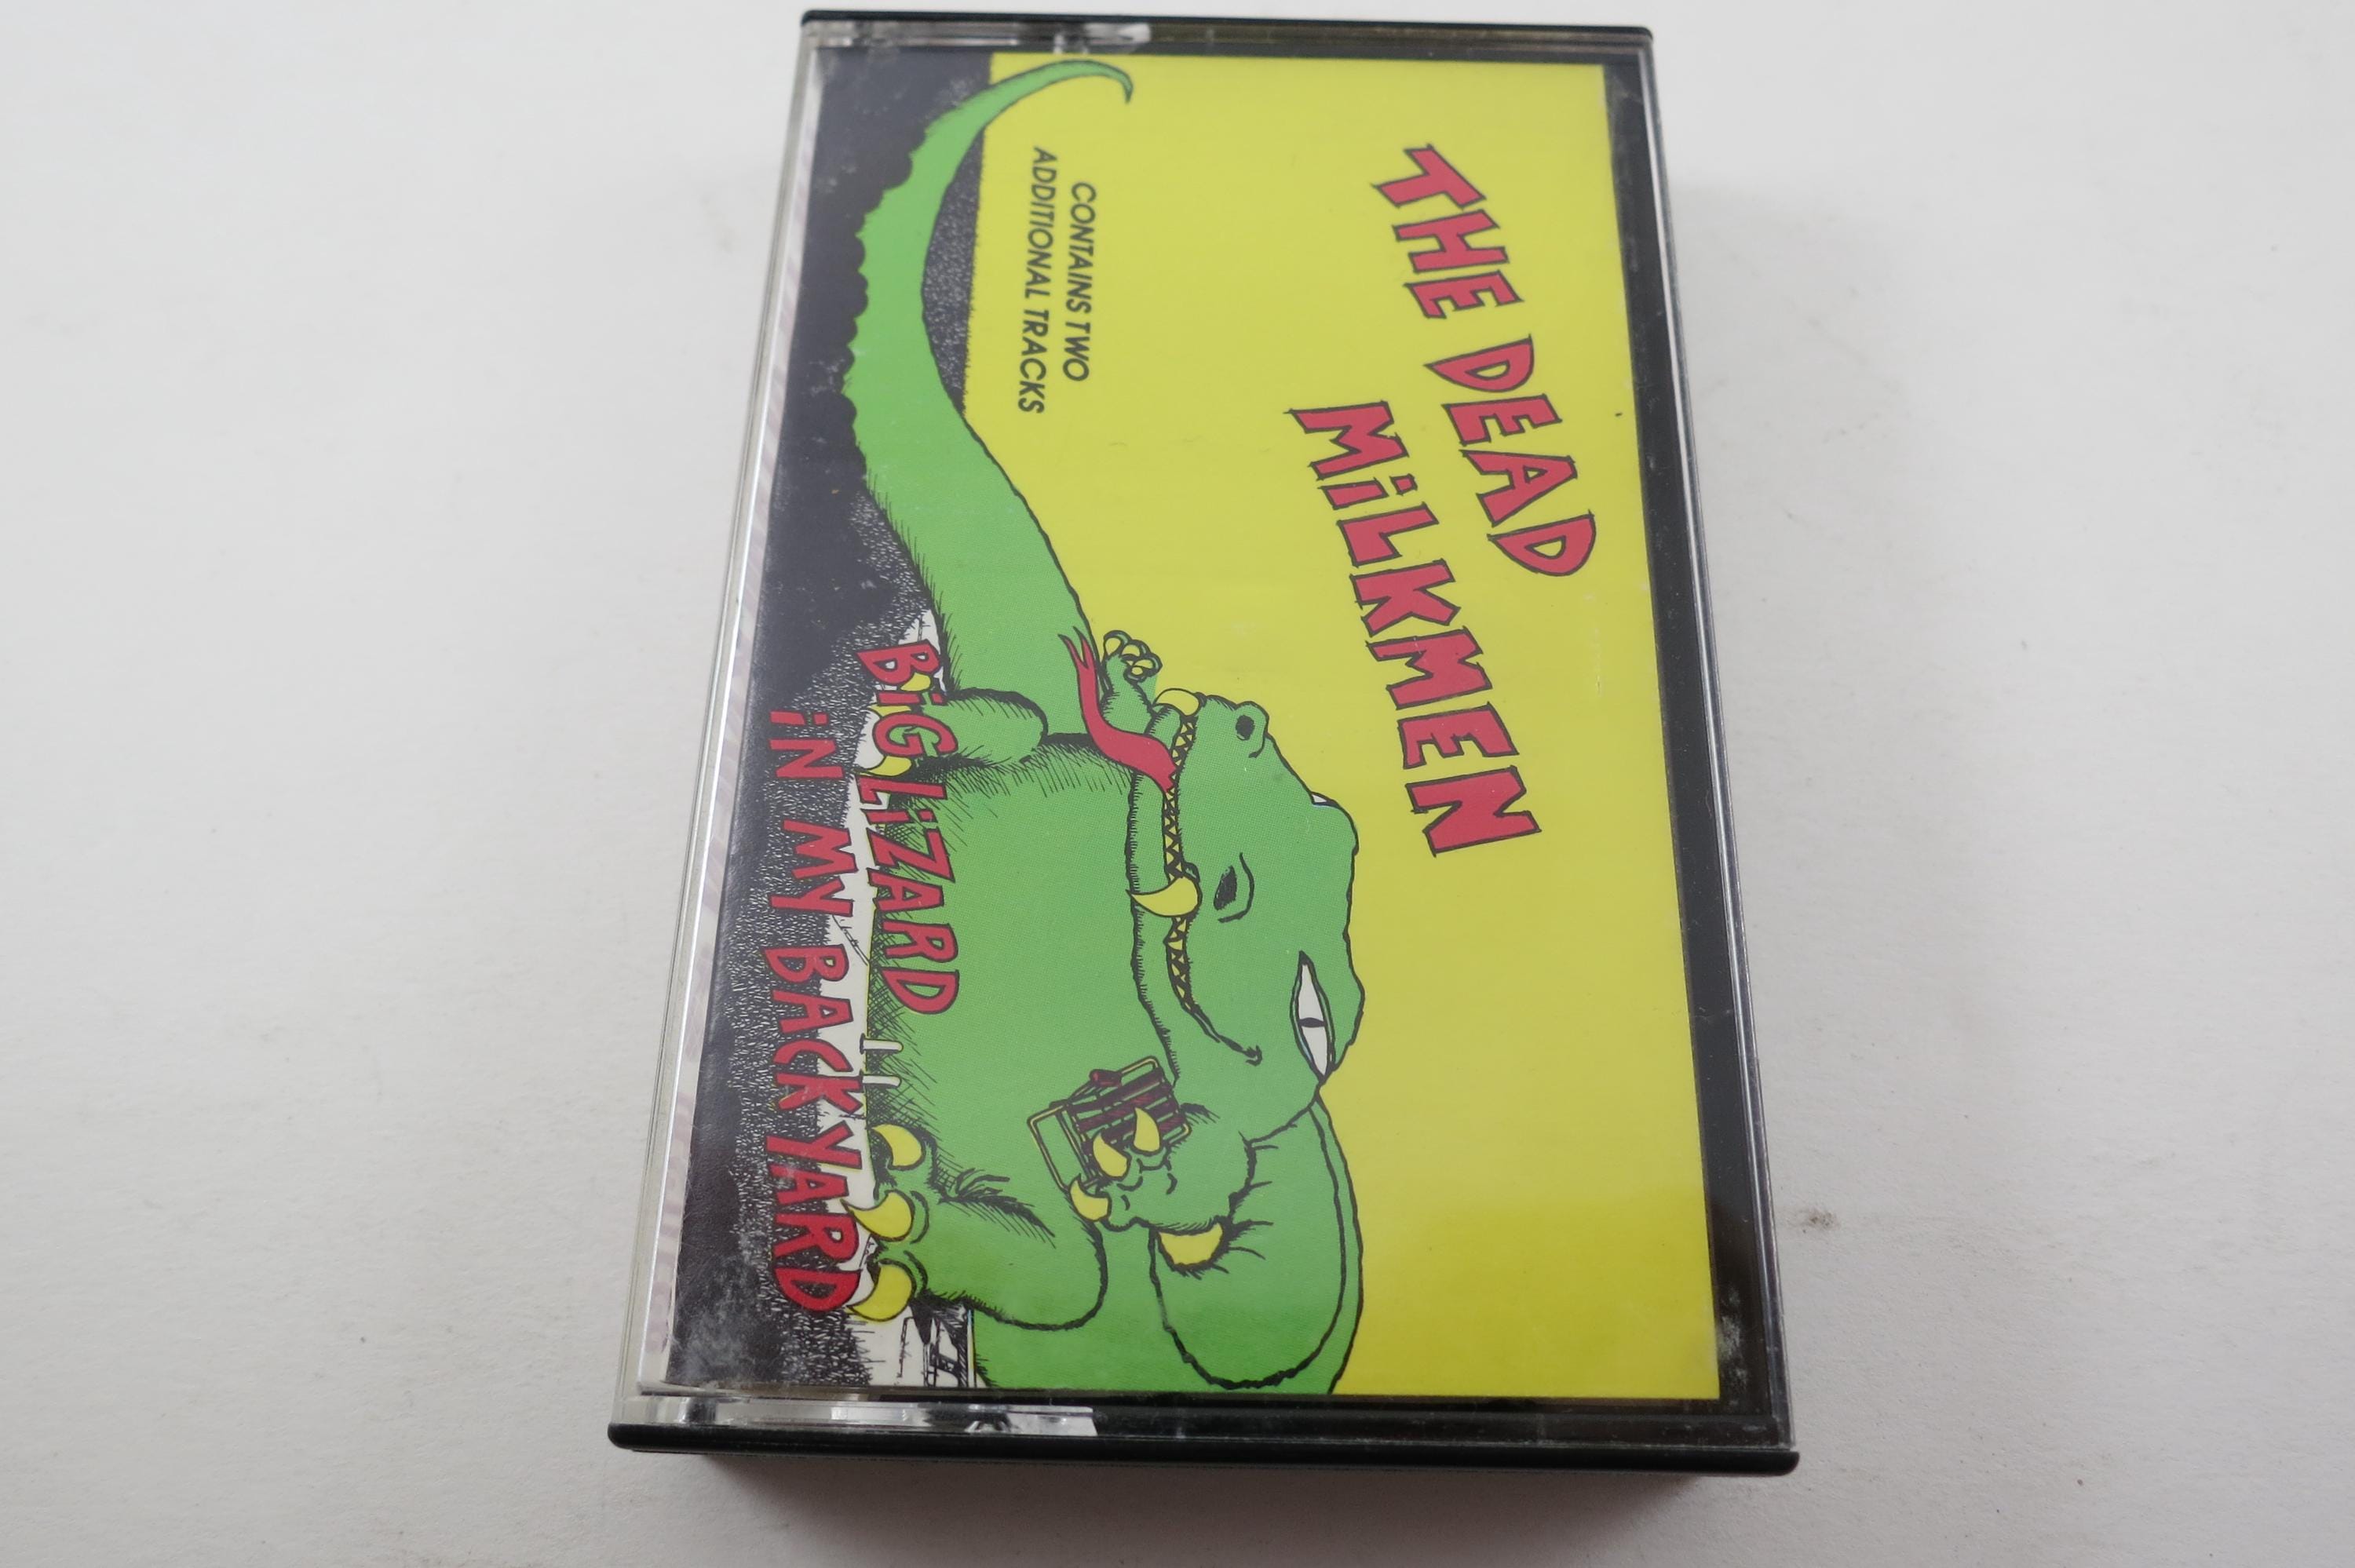 THE DEAD
MiLKMEN
CONTAINS TWO
ADDITIONAL TRACKS
BiG LiZARD
iN MY BACKYARD